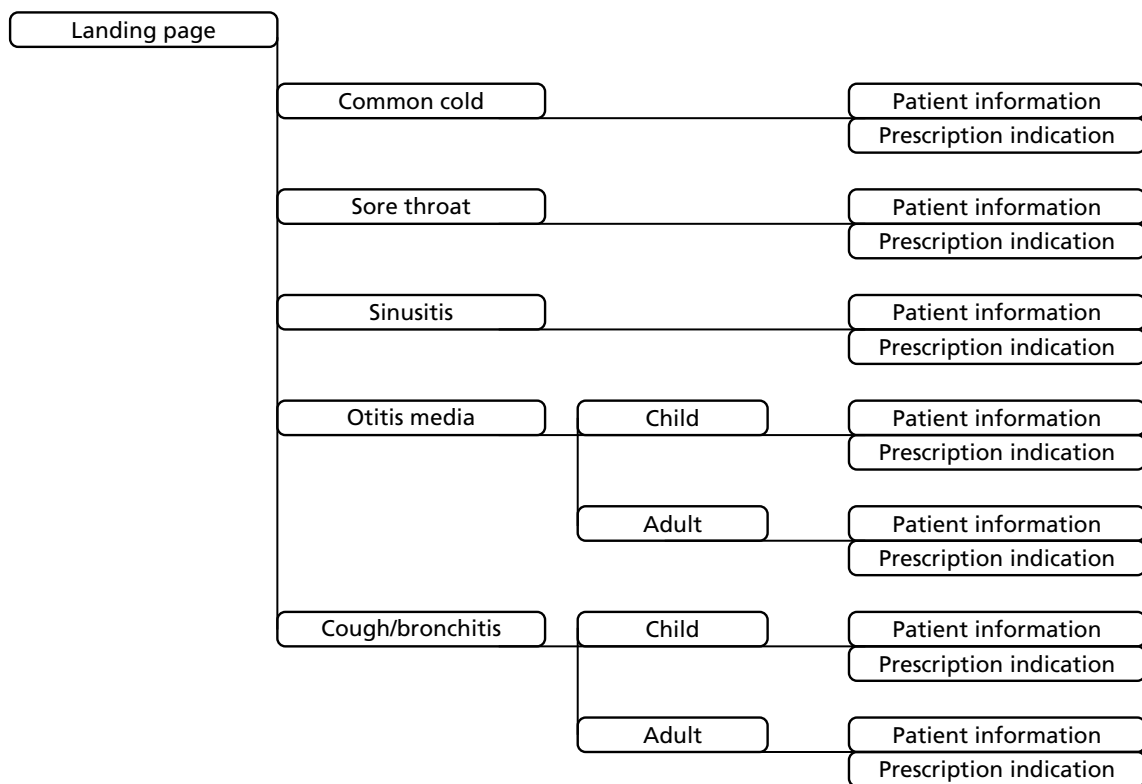 Landing page
Common cold
Patient information
Prescription indication
Sore throat
Patient information
Prescription indication
Sinusitis
Patient information
Prescription indication
Otitis media
Child
Patient information
Prescription indication
Adult
Patient information
Prescription indication
Cough/bronchitis
Child
Patient information
Prescription indication
Adult
Patient information
Prescription indication